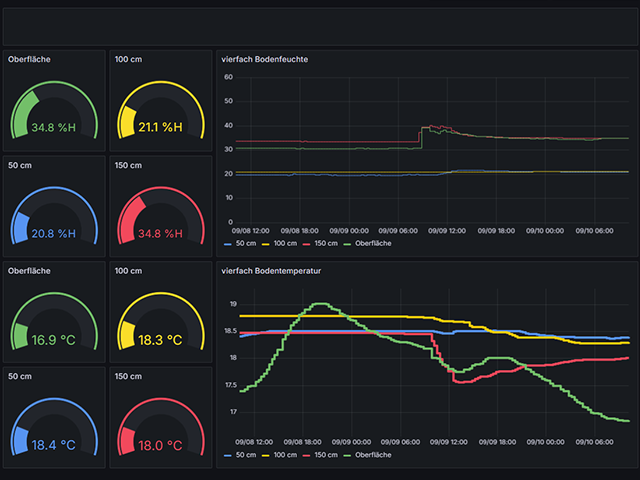 Oberfläche
34.8 %H
100 cm
21.1 %H
50 cm
20.8 %H
150 cm
34.8 %H
vierfach Bodenfeuchte
60
50
40
30
20
10
0
09/08 12:00 09/08 18:00 09/09 00:00 09/09 06:00 09/09 12:00 09/09 18:00 09/10 00:00 09/10 06:00
50 cm 100 cm 150 cm Oberfläche
Oberfläche
16.9 °C
100 cm
18.3 °C
50 cm
18.4 °C
150 cm
18.0 °C
vierfach Bodentemperatur
19
18.5
18
17.5
17
09/08 12:00 09/08 18:00 09/09 00:00 09/09 06:00 09/09 12:00 09/09 18:00 09/10 00:00 09/10 06:00
50 cm 100 cm 150 cm Oberfläche